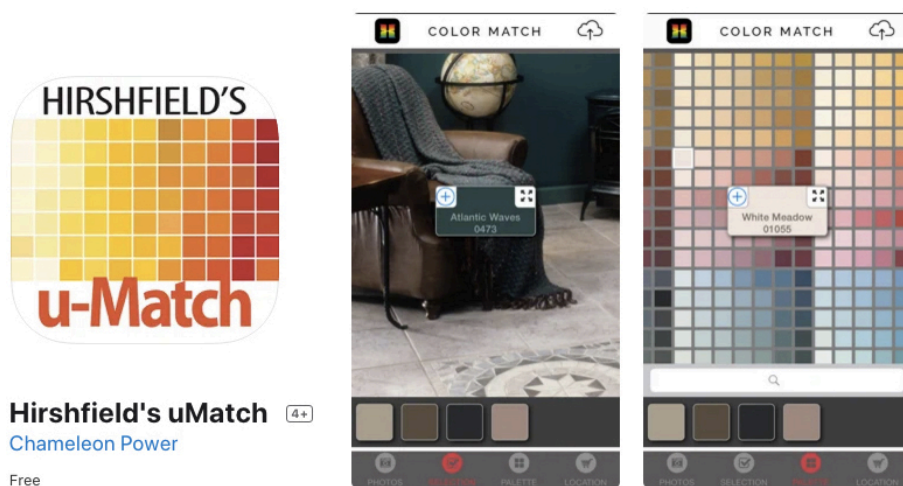 HIRSHFIELD'S
u-Match
Hirshfield's uMatch 4+
Chameleon Power
Free
COLOR MATCH
Atlantic Waves
0473
PHOTOS SELECTION PALETTE LOCATION
COLOR MATCH
White Meadow
01055
PHOTOS SELECTION PALETTE LOCATION